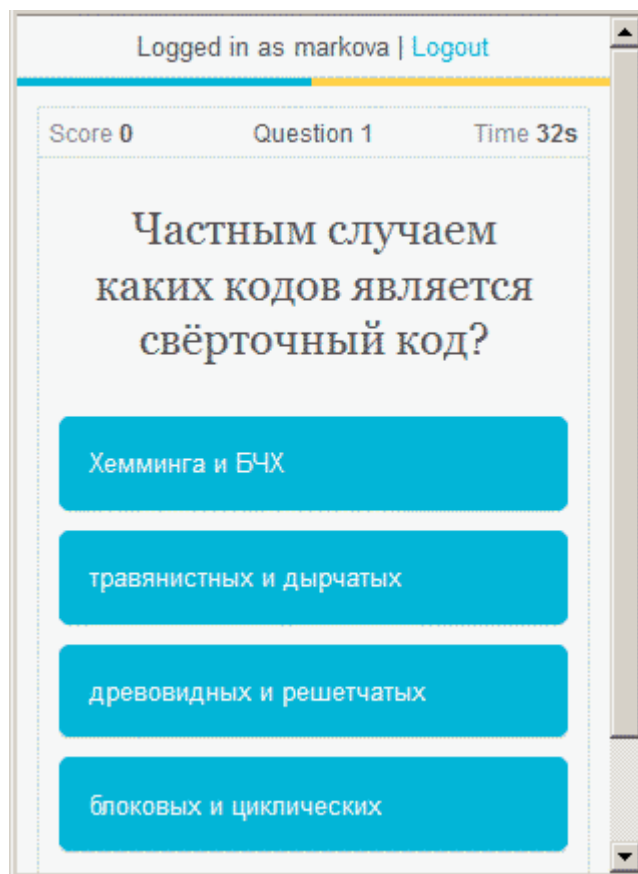 Logged in as markova | Logout
Score 0 Question 1 Time 32s
Частным случаем
каких кодов является
свёрточный код?
Хемминга и БЧХ
травянистных и дырчатых
древовидных и решетчатых
блоковых и циклических